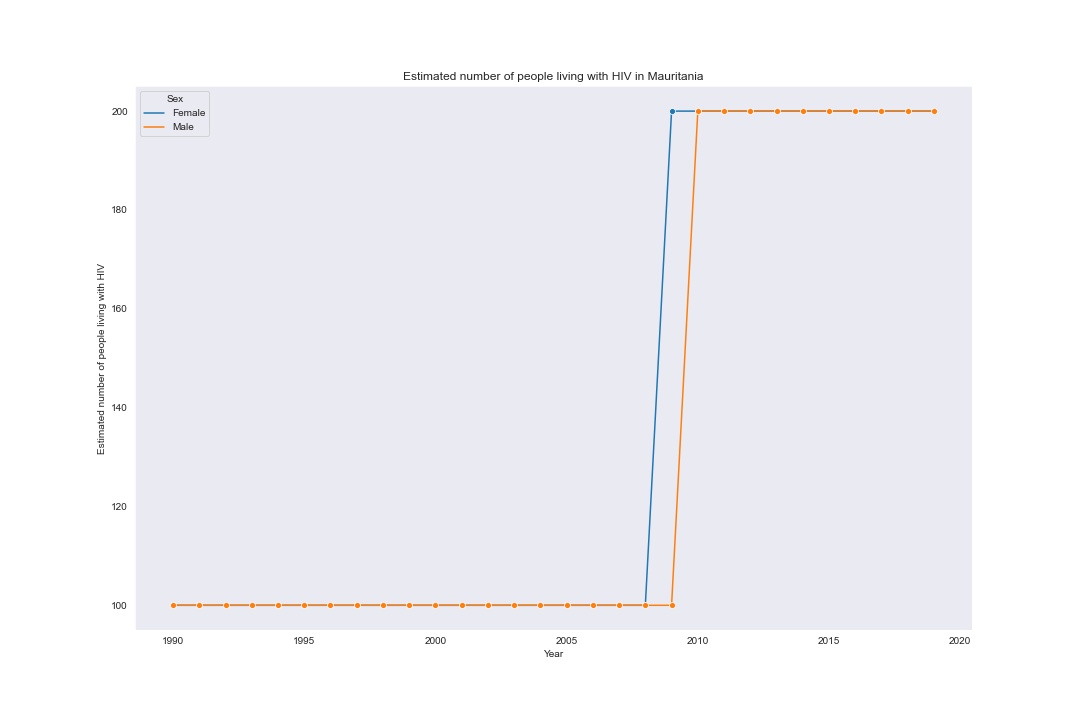 Estimated number of people living with HIV in Mauritania
Sex
Female
Male
200
180
160
140
120
100
Estimated number of people living with HIV
1990 1995 2000 2005 2010 2015 2020
Year